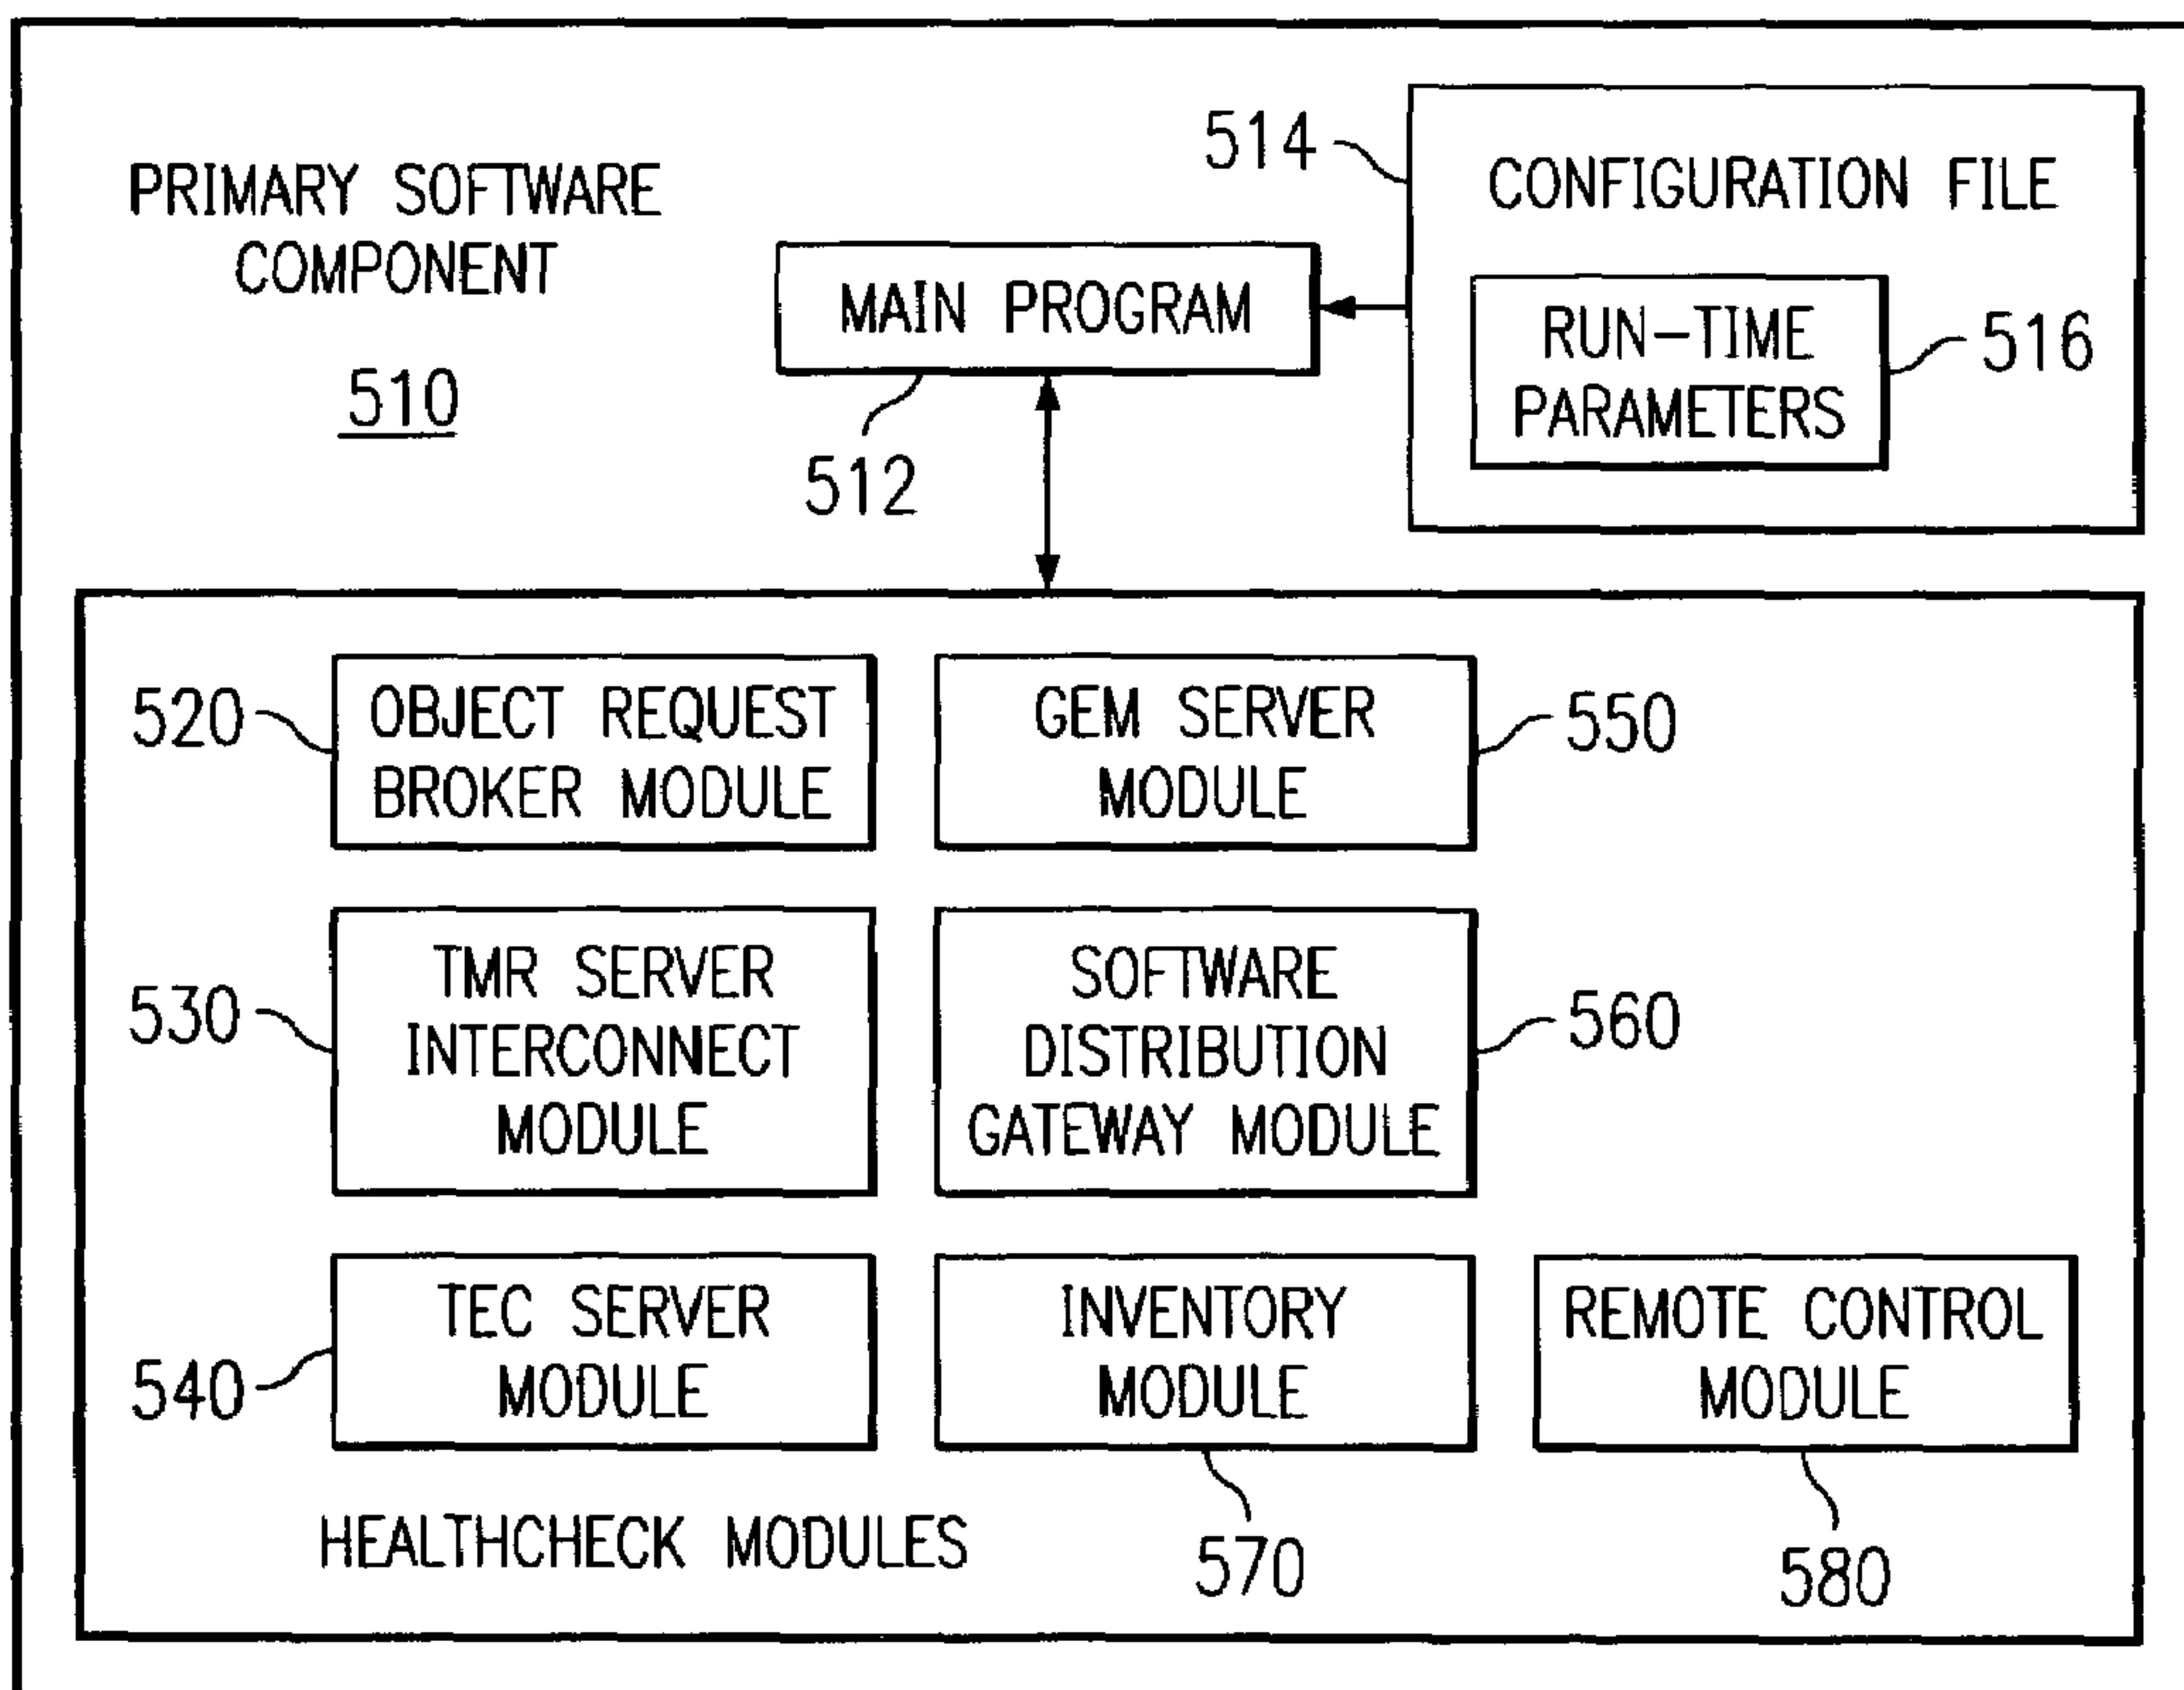 PRIMARY SOFTWARE
COMPONENT
510
MAIN PROGRAM
512
514
CONFIGURATION FILE
RUN-TIME
PARAMETERS
516
520
OBJECT REQUEST
BROKER MODULE
GEM SERVER
MODULE
550
530
TMR SERVER
INTERCONNECT
MODULE
SOFTWARE
DISTRIBUTION
GATEWAY MODULE
560
540
TEC SERVER
MODULE
INVENTORY
MODULE
570
REMOTE CONTROL
MODULE
580
HEALTHCHECK MODULES